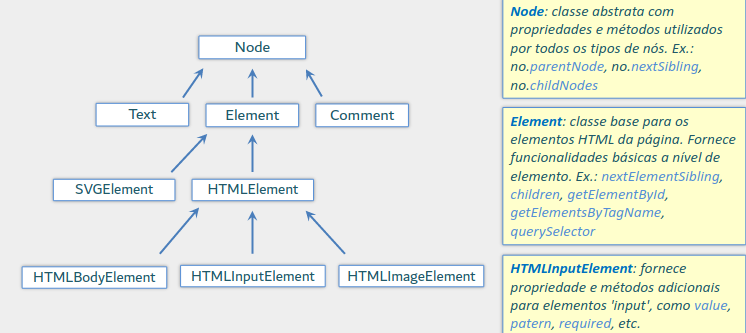 Node
Text
Element
Comment
SVGElement
HTMLElement
HTMLBodyElement
HTMLInputElement
HTMLImageElement
Node: classe abstrata com
propriedades e métodos utilizados
por todos os tipos de nós. Ex.:
no.parentNode, no.nextSibling,
no.childNodes
Element: classe base para os
elementos HTML da página. Fornece
funcionalidades básicas a nível de
elemento. Ex.: nextElementSibling,
children, getElementById,
getElementsByTagName,
querySelector
HTMLInputElement: fornece
propriedade e métodos adicionais
para elementos 'input', como value,
patern, required, etc.